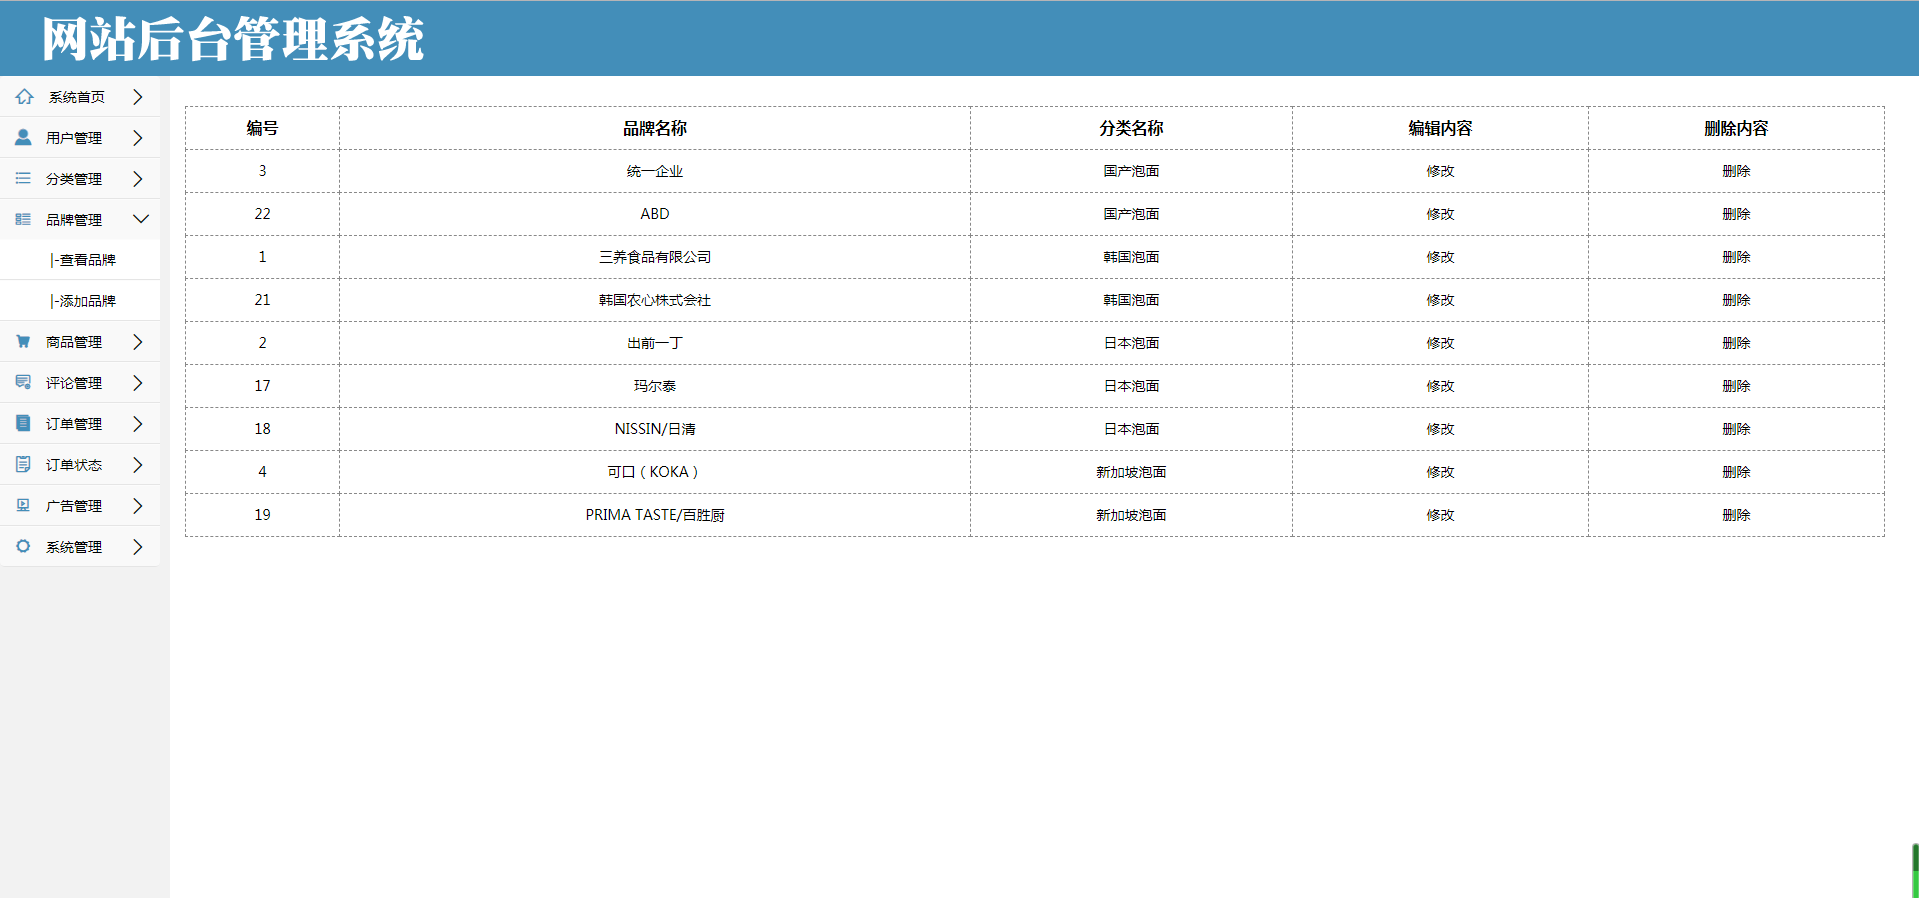 网站后台管理系统
系统首页
用户管理
分类管理
品牌管理
|-查看品牌
|-添加品牌
商品管理
评论管理
订单管理
订单状态
广告管理
系统管理
编号 品牌名称 分类名称 编辑内容 删除内容
3 统一企业 国产泡面 修改 删除
22 ABD 国产泡面 修改 删除
1 三养食品有限公司 韩国泡面 修改 删除
21 韩国农心株式会社 韩国泡面 修改 删除
2 出前一丁 日本泡面 修改 删除
17 玛尔泰 日本泡面 修改 删除
18 NISSIN/日清 日本泡面 修改 删除
4 可口（KOKA） 新加坡泡面 修改 删除
19 PRIMA TASTE/百胜厨 新加坡泡面 修改 删除